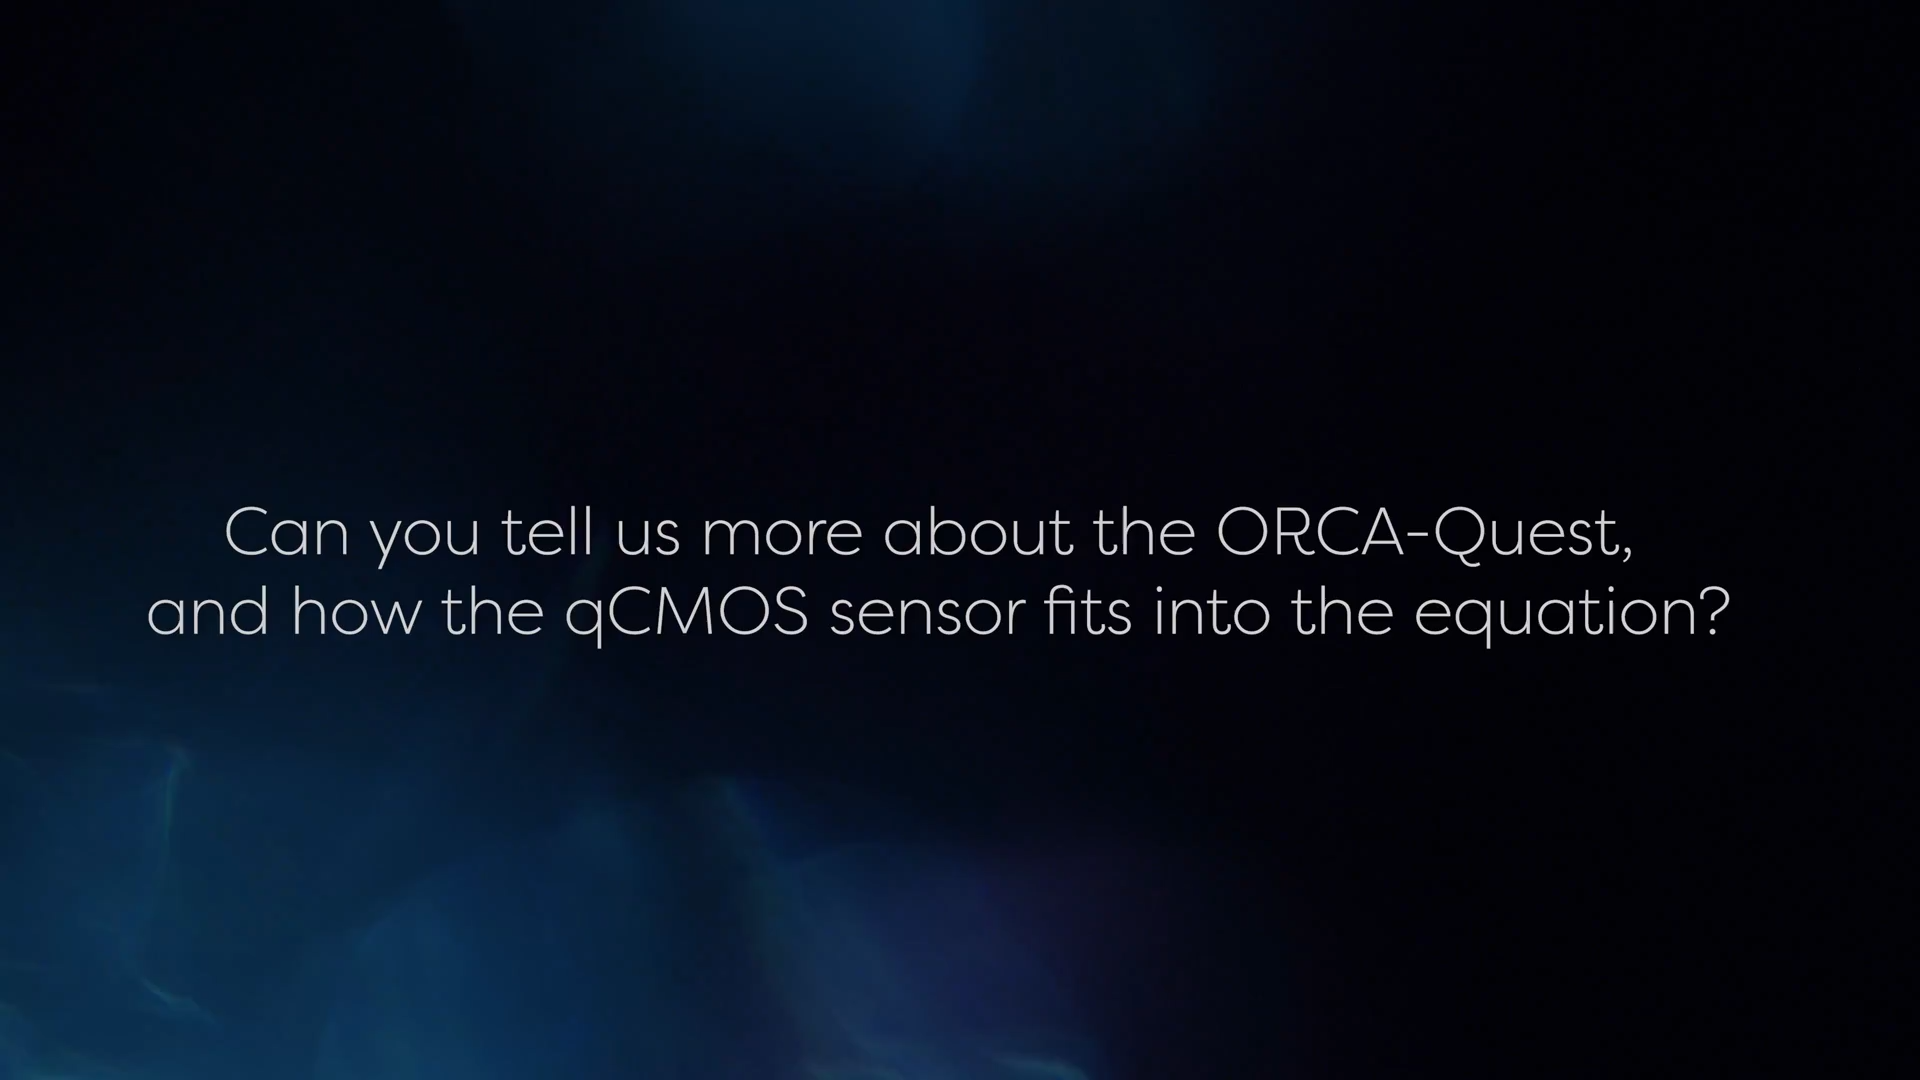 Can you tell us more about the ORCA-Quest,
and how the qCMOS sensor fits into the equation?